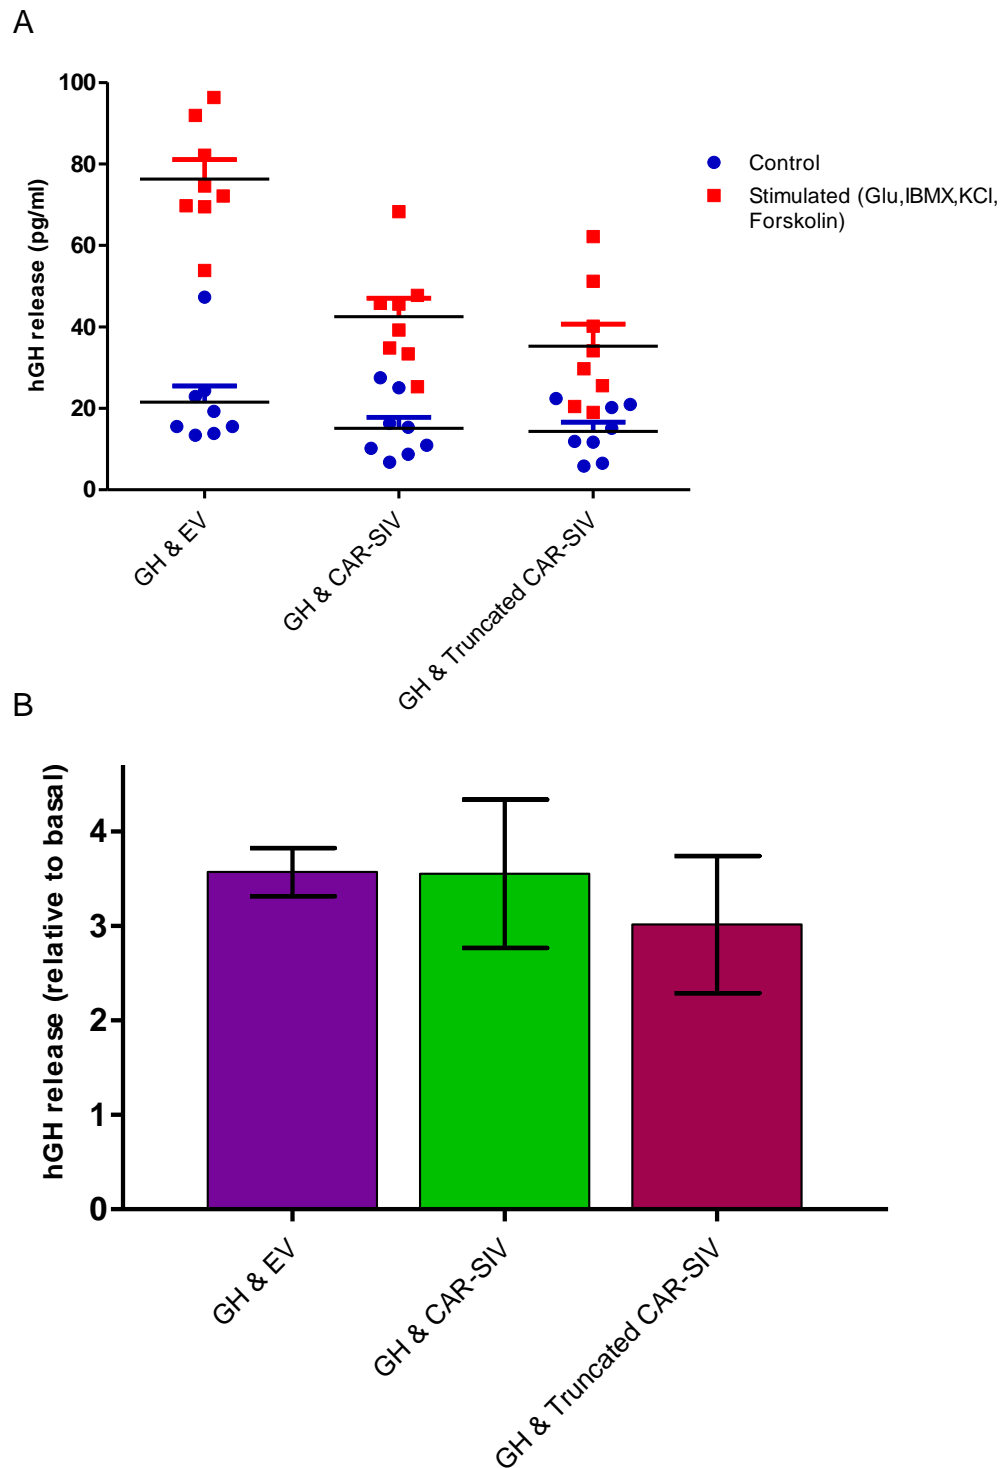 A
100
80
60
40
20
0
hGH release (pg/ml)
Control
Stimulated (Glu,IBMX,KCl,
Forskolin)
GH & EV
GH & CAR-SIV
GH & Truncated CAR-SIV
B
4
3
2
1
0
hGH release (relative to basal)
GH & EV
GH & CAR-SIV
GH & Truncated CAR-SIV